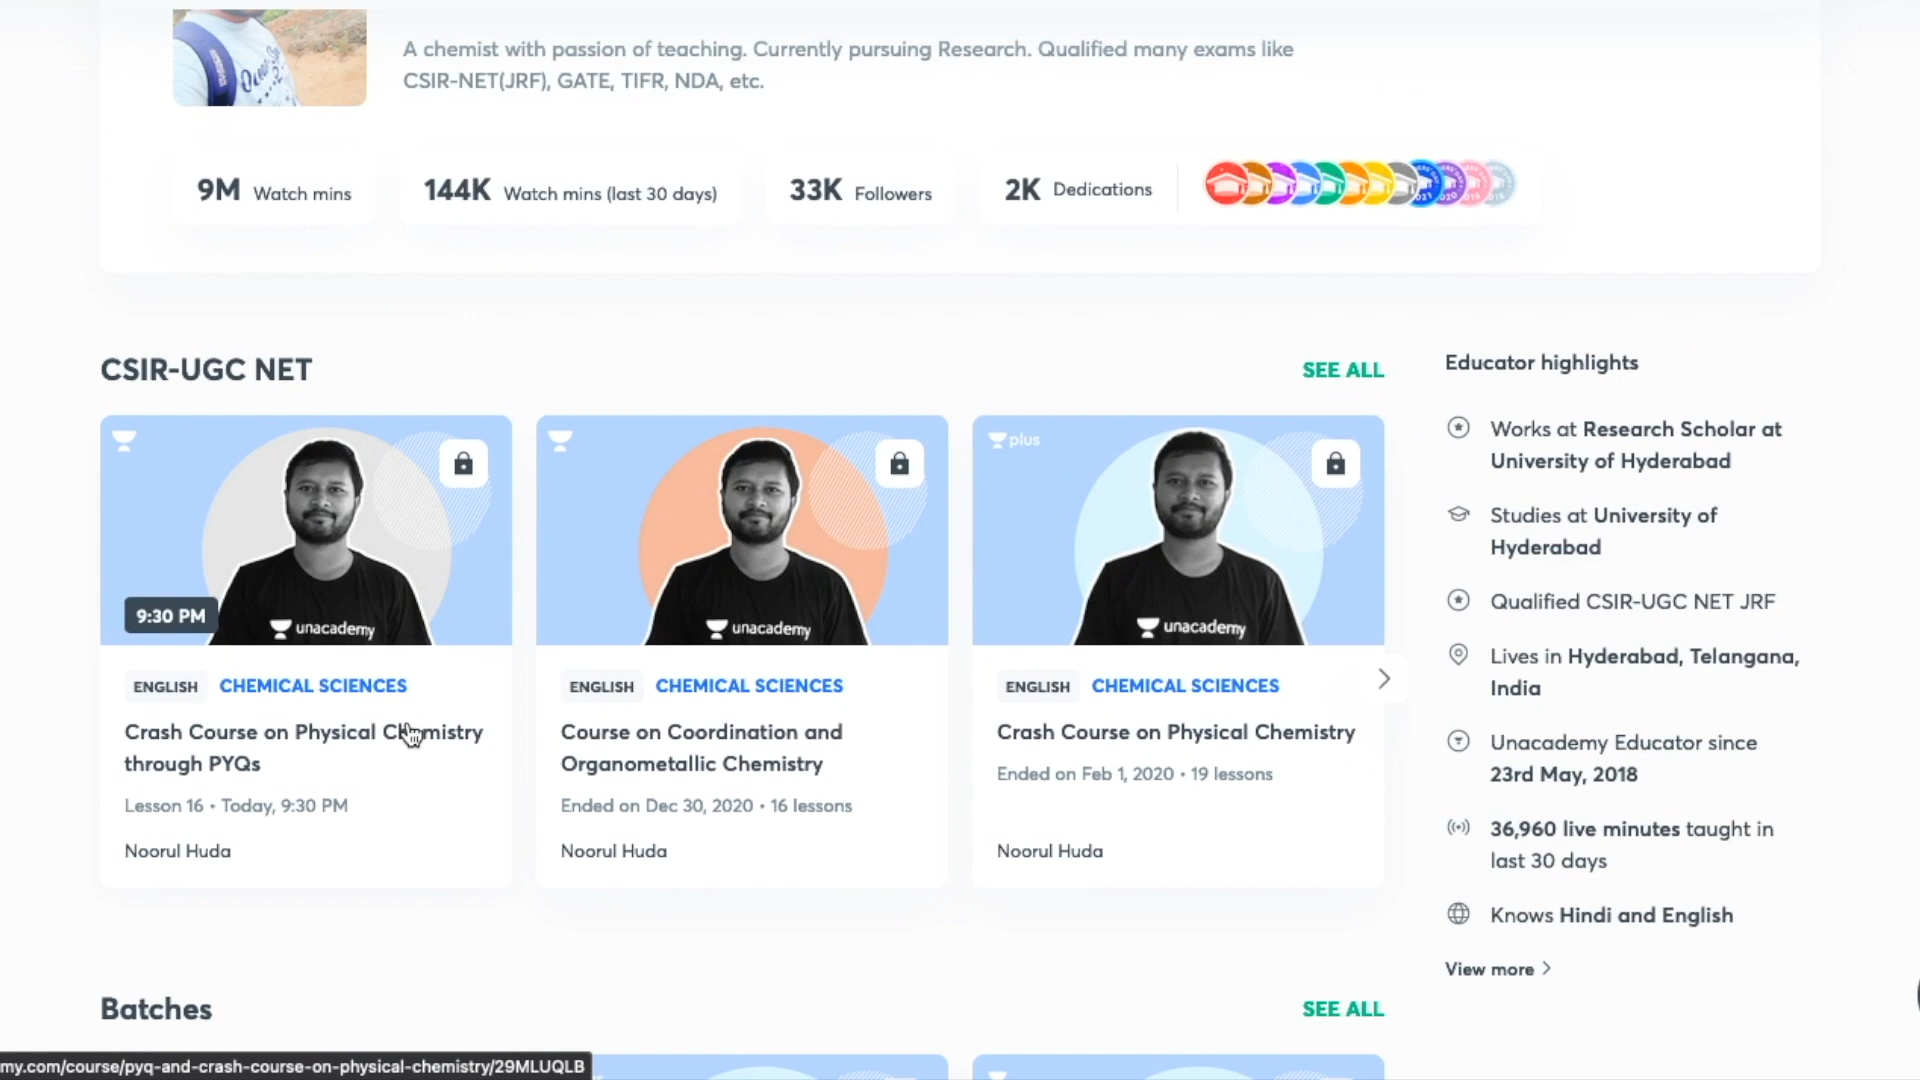 A chemist with passion of teaching. Currently pursuing Research. Qualified many exams like
CSIR-NET(JRF), GATE, TIFR, NDA, etc.
9M Watch mins
144K Watch mins (last 30 days)
33K Followers
2K Dedications
CSIR-UGC NET
SEE ALL
9:30 PM
unacademy
ENGLISH CHEMICAL SCIENCES
Crash Course on Physical Chemistry
through PYQs
Lesson 16 • Today, 9:30 PM
Noorul Huda
unacademy
ENGLISH CHEMICAL SCIENCES
Course on Coordination and
Organometallic Chemistry
Ended on Dec 30, 2020 • 16 lessons
Noorul Huda
plus
unacademy
ENGLISH CHEMICAL SCIENCES
Crash Course on Physical Chemistry
Ended on Feb 1, 2020 • 19 lessons
Noorul Huda
Educator highlights
Works at Research Scholar at
University of Hyderabad
Studies at University of
Hyderabad
Qualified CSIR-UGC NET JRF
Lives in Hyderabad, Telangana,
India
Unacademy Educator since
23rd May, 2018
36,960 live minutes taught in
last 30 days
Knows Hindi and English
View more
Batches
SEE ALL
my.com/course/pyq-and-crash-course-on-physical-chemistry/29MLUQLB